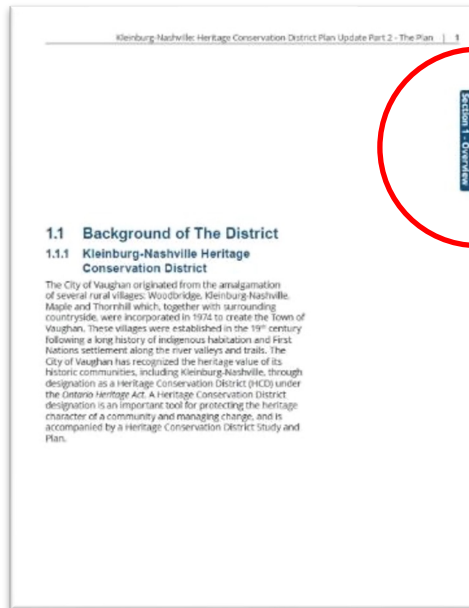 Kleinburg-Nashville: Heritage Conservation District Plan Update Part 2 - The Plan | 1
Section 1 - Overview
1.1 Background of The District
1.1.1 Kleinburg-Nashville Heritage
Conservation District
The City of Vaughan originated from the amalgamation
of several rural villages: Woodbridge, Kleinburg-Nashville,
Maple and Thornhill which, together with surrounding
countryside, were incorporated in 1974 to create the Town of
Vaughan. These villages were established in the 19th century
following a long history of indigenous habitation and First
Nations settlement along the river valleys and trails. The
City of Vaughan has recognized the heritage value of its
historic communities, including Kleinburg-Nashville, through
designation as a Heritage Conservation District (HCD) under
the Ontario Heritage Act. A Heritage Conservation District
designation is an important tool for protecting the heritage
character of a community and managing change, and is
accompanied by a Heritage Conservation District Study and
Plan.